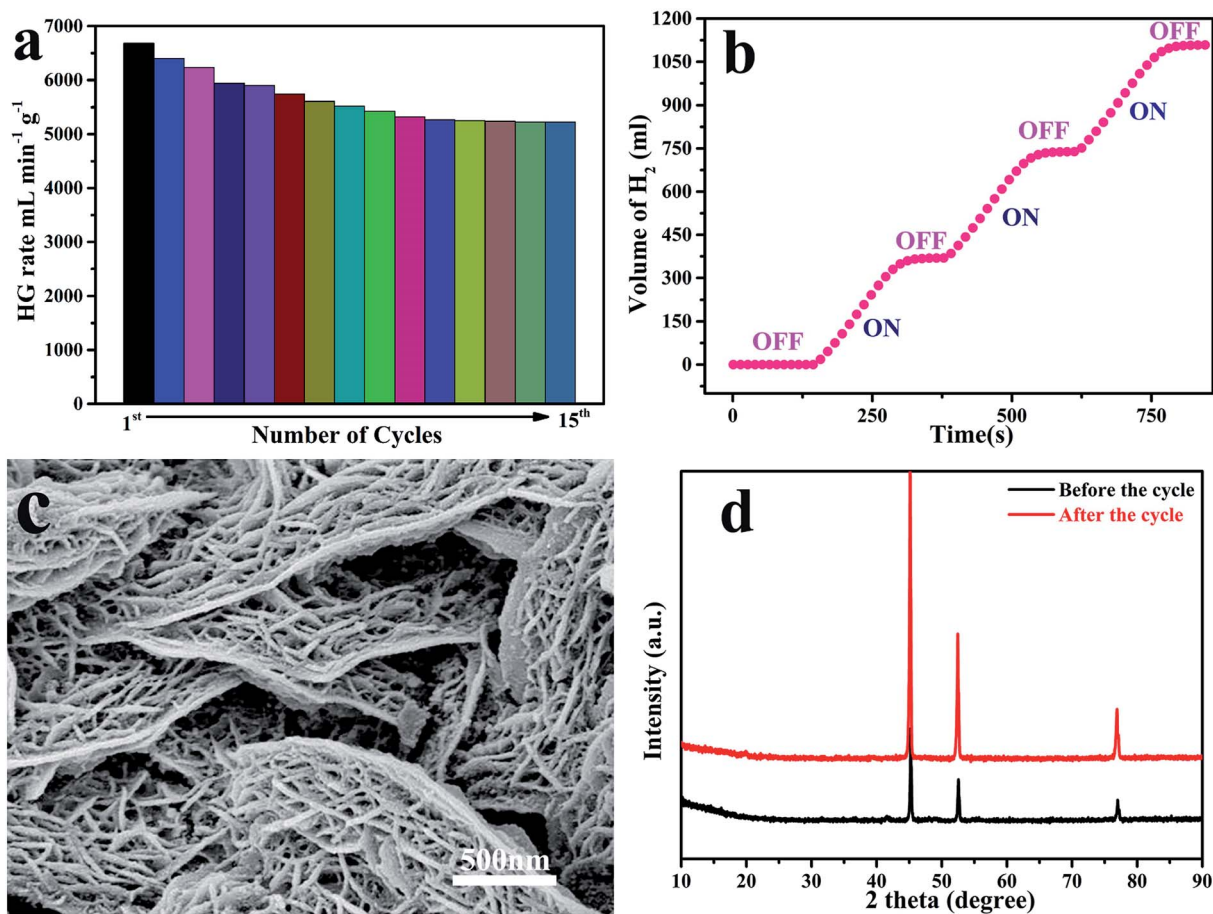 a
7000
6000
5000
4000
3000
2000
1000
0
HG rate mL min⁻¹ g⁻¹
1st
15th
Number of Cycles
b
1200
1050
900
750
600
450
300
150
0
Volume of H₂ (ml)
OFF
ON
OFF
ON
OFF
ON
OFF
0 250 500 750
Time(s)
c
500nm
d
Before the cycle
After the cycle
Intensity (a.u.)
10 20 30 40 50 60 70 80 90
2 theta (degree)